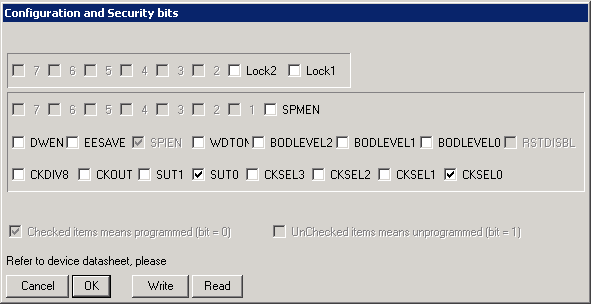 Configuration and Security bits
7 6 5 4 3 2 Lock2 Lock1
7 6 5 4 3 2 1 SPMEN
DWEN EESAVE SPIEN WDTON BODLEVEL2 BODLEVEL1 BODLEVEL0 RSTDISBL
CKDIV8 CKOUT SUT1 SUT0 CKSEL3 CKSEL2 CKSEL1 CKSEL0
Checked items means programmed (bit = 0) UnChecked items means unprogrammed (bit = 1)
Refer to device datasheet, please
Cancel OK Write Read